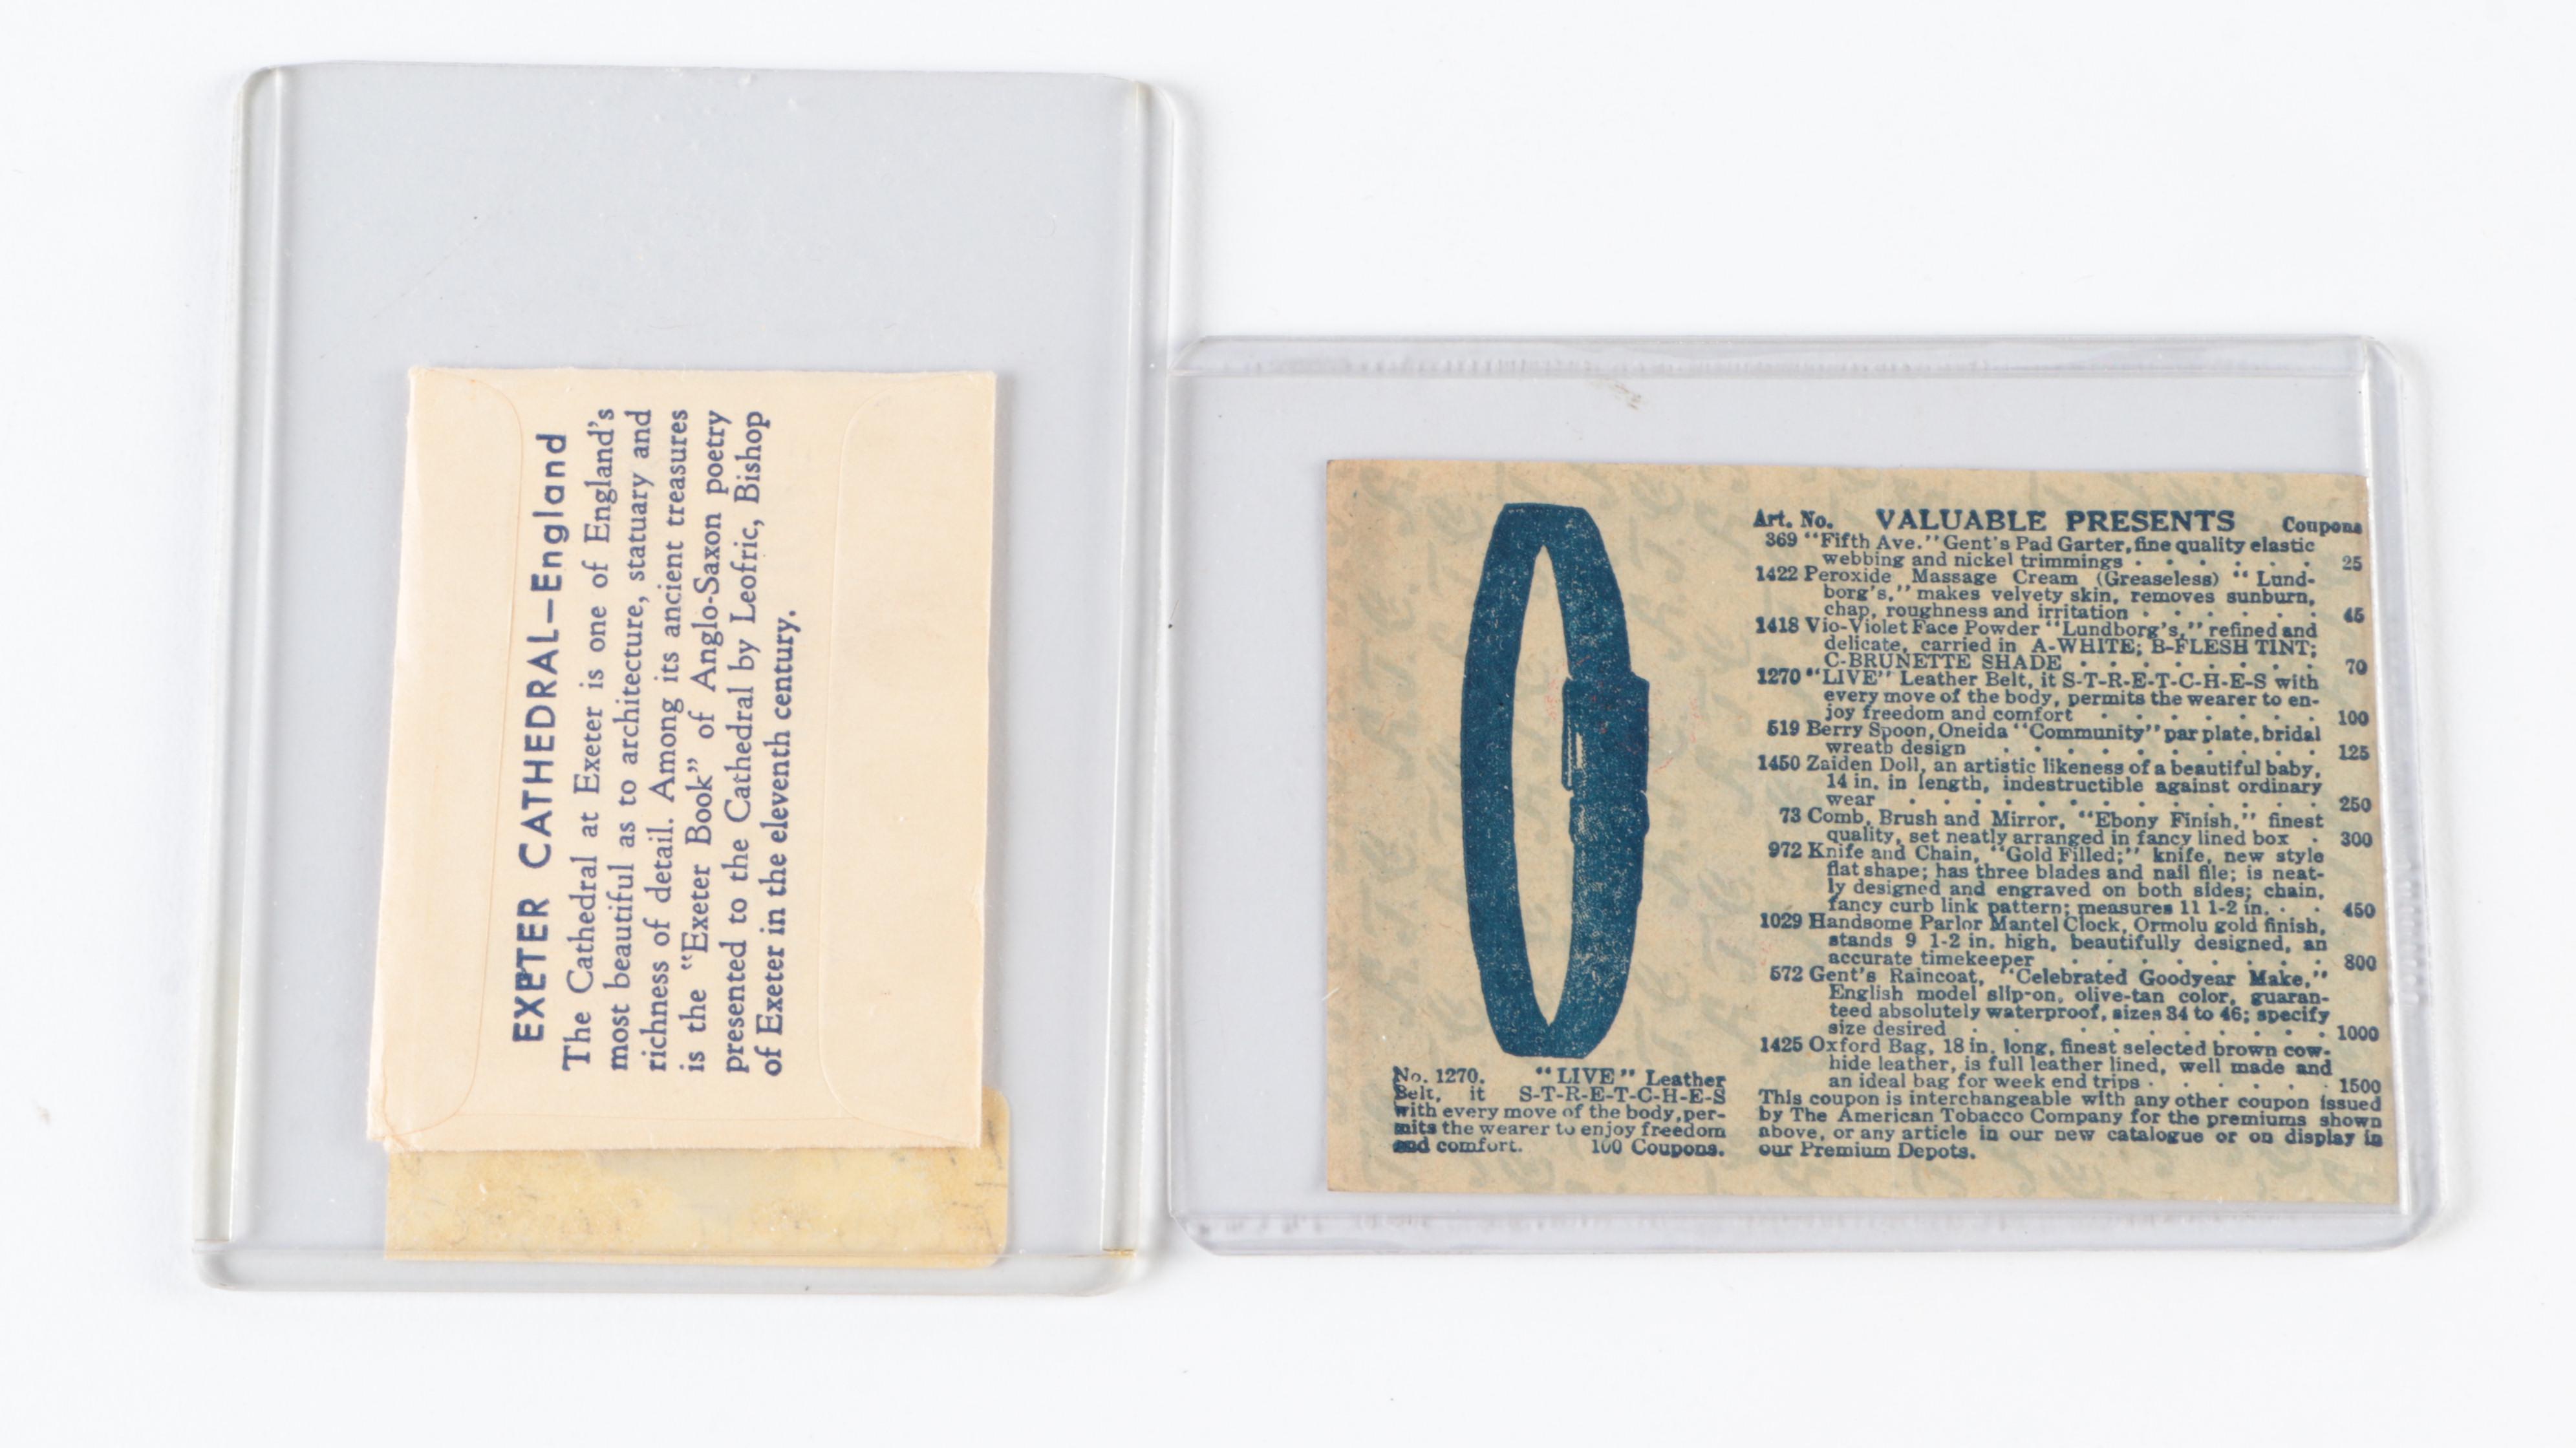 EXETER CATHEDRAL—England
The Cathedral at Exeter is one of England's
most beautiful as to architecture, statuary and
richness of detail. Among its ancient treasures
is the "Exeter Book" of Anglo-Saxon poetry
presented to the Cathedral by Leofric, Bishop
of Exeter in the eleventh century.
No. 1270. "LIVE" Leather
Belt, it S-T-R-E-T-C-H-E-S
with every move of the body, per-
mits the wearer to enjoy freedom
and comfort. 100 Coupons.
Art. No. VALUABLE PRESENTS Coupons
369 "Fifth Ave." Gent's Pad Garter, fine quality elastic
webbing and nickel trimmings . . . . . . 25
1422 Peroxide Massage Cream (Greaseless) "Lund-
borg's," makes velvety skin, removes sunburn,
chap, roughness and irritation . . . . . . 45
1418 Vio-Violet Face Powder "Lundborg's," refined and
delicate, carried in A-WHITE; B-FLESH TINT;
C-BRUNETTE SHADE . . . . . . . . 70
1270 "LIVE" Leather Belt, it S-T-R-E-T-C-H-E-S with
every move of the body, permits the wearer to en-
joy freedom and comfort . . . . . . . 100
519 Berry Spoon, Oneida "Community" par plate, bridal
wreath design . . . . . . . . . . 125
1450 Zaiden Doll, an artistic likeness of a beautiful baby,
14 in. in length, indestructible against ordinary
wear . . . . . . . . . . . . . 250
73 Comb, Brush and Mirror, "Ebony Finish," finest
quality, set neatly arranged in fancy lined box . 300
972 Knife and Chain, "Gold Filled;" knife, new style
flat shape; has three blades and nail file; is neat-
ly designed and engraved on both sides; chain,
fancy curb link pattern; measures 11 1-2 in. . . 450
1029 Handsome Parlor Mantel Clock, Ormolu gold finish,
stands 9 1-2 in. high, beautifully designed, an
accurate timekeeper . . . . . . . . 800
572 Gent's Raincoat, "Celebrated Goodyear Make,"
English model slip-on, olive-tan color, guaran-
teed absolutely waterproof, sizes 34 to 46; specify
size desired . . . . . . . . . . . 1000
1425 Oxford Bag, 18 in. long, finest selected brown cow-
hide leather, is full leather lined, well made and
an ideal bag for week end trips . . . . . 1500
This coupon is interchangeable with any other coupon issued
by The American Tobacco Company for the premiums shown
above, or any article in our new catalogue or on display in
our Premium Depots.